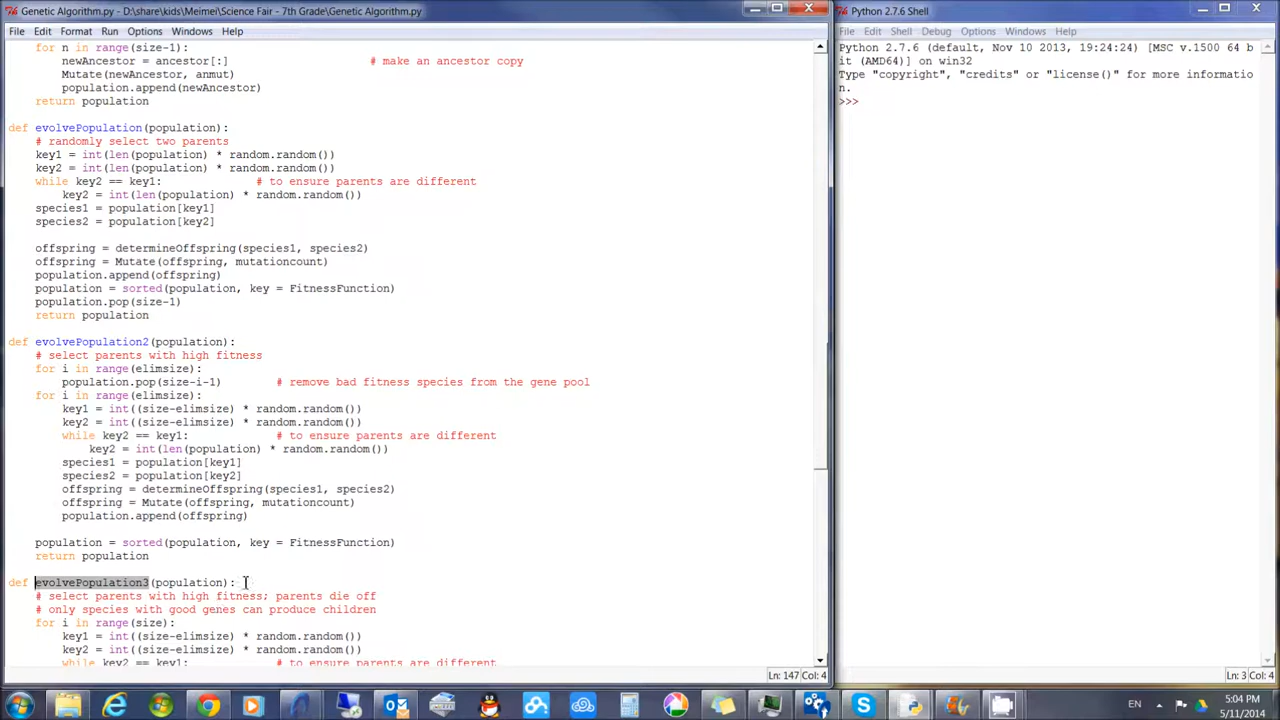 Genetic Algorithm.py - D:\share\kids\Meimei\Science Fair - 7th Grade\Genetic Algorithm.py
File Edit Format Run Options Windows Help
for n in range(size-1):
newAncestor = ancestor[:] # make an ancestor copy
Mutate(newAncestor, anmut)
population.append(newAncestor)
return population
def evolvePopulation(population):
# randomly select two parents
key1 = int(len(population) * random.random())
key2 = int(len(population) * random.random())
while key2 == key1: # to ensure parents are different
key2 = int(len(population) * random.random())
species1 = population[key1]
species2 = population[key2]
offspring = determineOffspring(species1, species2)
offspring = Mutate(offspring, mutationcount)
population.append(offspring)
population = sorted(population, key = FitnessFunction)
population.pop(size-1)
return population
def evolvePopulation2(population):
# select parents with high fitness
for i in range(elimsize):
population.pop(size-i-1) # remove bad fitness species from the gene pool
for i in range(elimsize):
key1 = int((size-elimsize) * random.random())
key2 = int((size-elimsize) * random.random())
while key2 == key1: # to ensure parents are different
key2 = int(len(population) * random.random())
species1 = population[key1]
species2 = population[key2]
offspring = determineOffspring(species1, species2)
offspring = Mutate(offspring, mutationcount)
population.append(offspring)
population = sorted(population, key = FitnessFunction)
return population
def evolvePopulation3(population):
# select parents with high fitness; parents die off
# only species with good genes can produce children
for i in range(size):
key1 = int((size-elimsize) * random.random())
key2 = int((size-elimsize) * random.random())
while key2 == key1: # to ensure parents are different
Ln: 147 Col: 4
Python 2.7.6 Shell
File Edit Shell Debug Options Windows Help
Python 2.7.6 (default, Nov 10 2013, 19:24:24) [MSC v.1500 64 b
it (AMD64)] on win32
Type "copyright", "credits" or "license()" for more informatio
n.
>>>
Ln: 3 Col: 4
EN
5:04 PM
5/11/2014